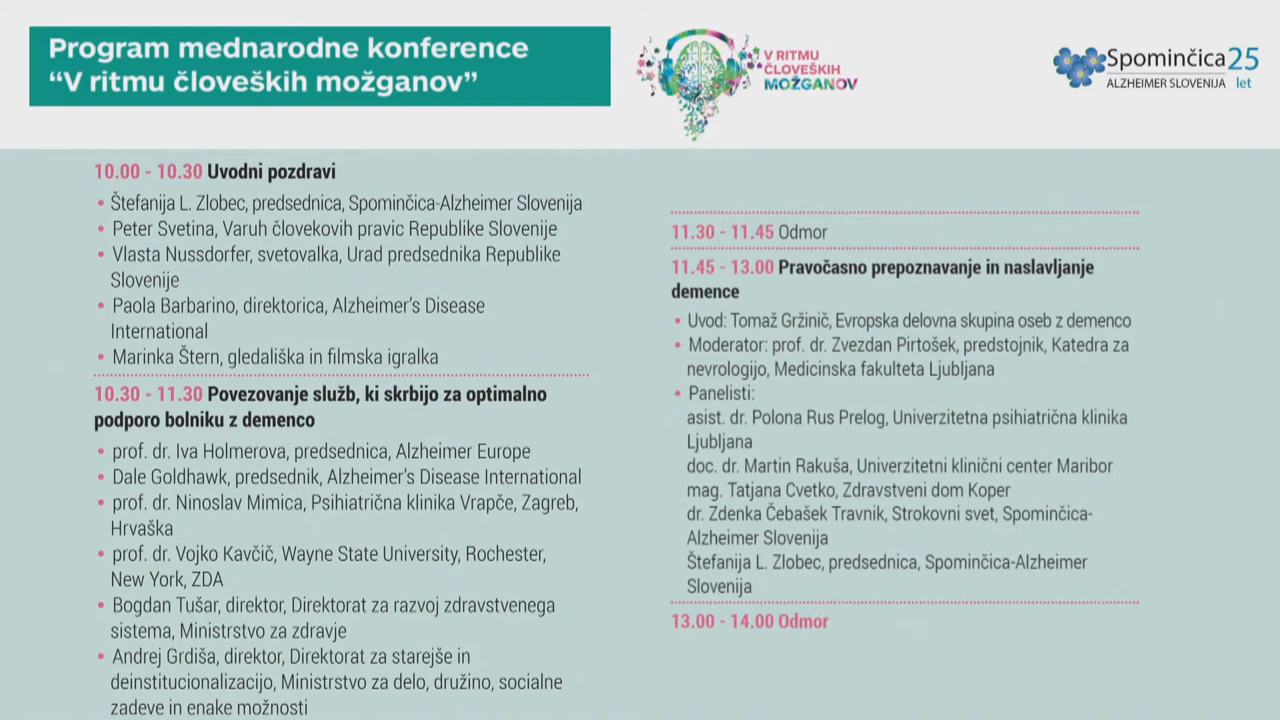 Program mednarodne konference
“V ritmu človeških možganov”
V RITMU
ČLOVEŠKIH
MOŽGANOV
Spominčica 25
ALZHEIMER SLOVENIJA let
10.00 - 10.30 Uvodni pozdravi
• Štefanija L. Zlobec, predsednica, Spominčica-Alzheimer Slovenija
• Peter Svetina, Varuh človekovih pravic Republike Slovenije
• Vlasta Nussdorfer, svetovalka, Urad predsednika Republike
Slovenije
• Paola Barbarino, direktorica, Alzheimer’s Disease
International
• Marinka Štern, gledališka in filmska igralka
10.30 - 11.30 Povezovanje služb, ki skrbijo za optimalno
podporo bolniku z demenco
• prof. dr. Iva Holmerova, predsednica, Alzheimer Europe
• Dale Goldhawk, predsednik, Alzheimer’s Disease International
• prof. dr. Ninoslav Mimica, Psihiatrična klinika Vrapče, Zagreb,
Hrvaška
• prof. dr. Vojko Kavčič, Wayne State University, Rochester,
New York, ZDA
• Bogdan Tušar, direktor, Direktorat za razvoj zdravstvenega
sistema, Ministrstvo za zdravje
• Andrej Grdiša, direktor, Direktorat za starejše in
deinstitucionalizacijo, Ministrstvo za delo, družino, socialne
zadeve in enake možnosti
11.30 - 11.45 Odmor
11.45 - 13.00 Pravočasno prepoznavanje in naslavljanje
demence
• Uvod: Tomaž Gržinič, Evropska delovna skupina oseb z demenco
• Moderator: prof. dr. Zvezdan Pirtošek, predstojnik, Katedra za
nevrologijo, Medicinska fakulteta Ljubljana
• Panelisti:
asist. dr. Polona Rus Prelog, Univerzitetna psihiatrična klinika
Ljubljana
doc. dr. Martin Rakuša, Univerzitetni klinični center Maribor
mag. Tatjana Cvetko, Zdravstveni dom Koper
dr. Zdenka Čebašek Travnik, Strokovni svet, Spominčica-
Alzheimer Slovenija
Štefanija L. Zlobec, predsednica, Spominčica-Alzheimer
Slovenija
13.00 - 14.00 Odmor